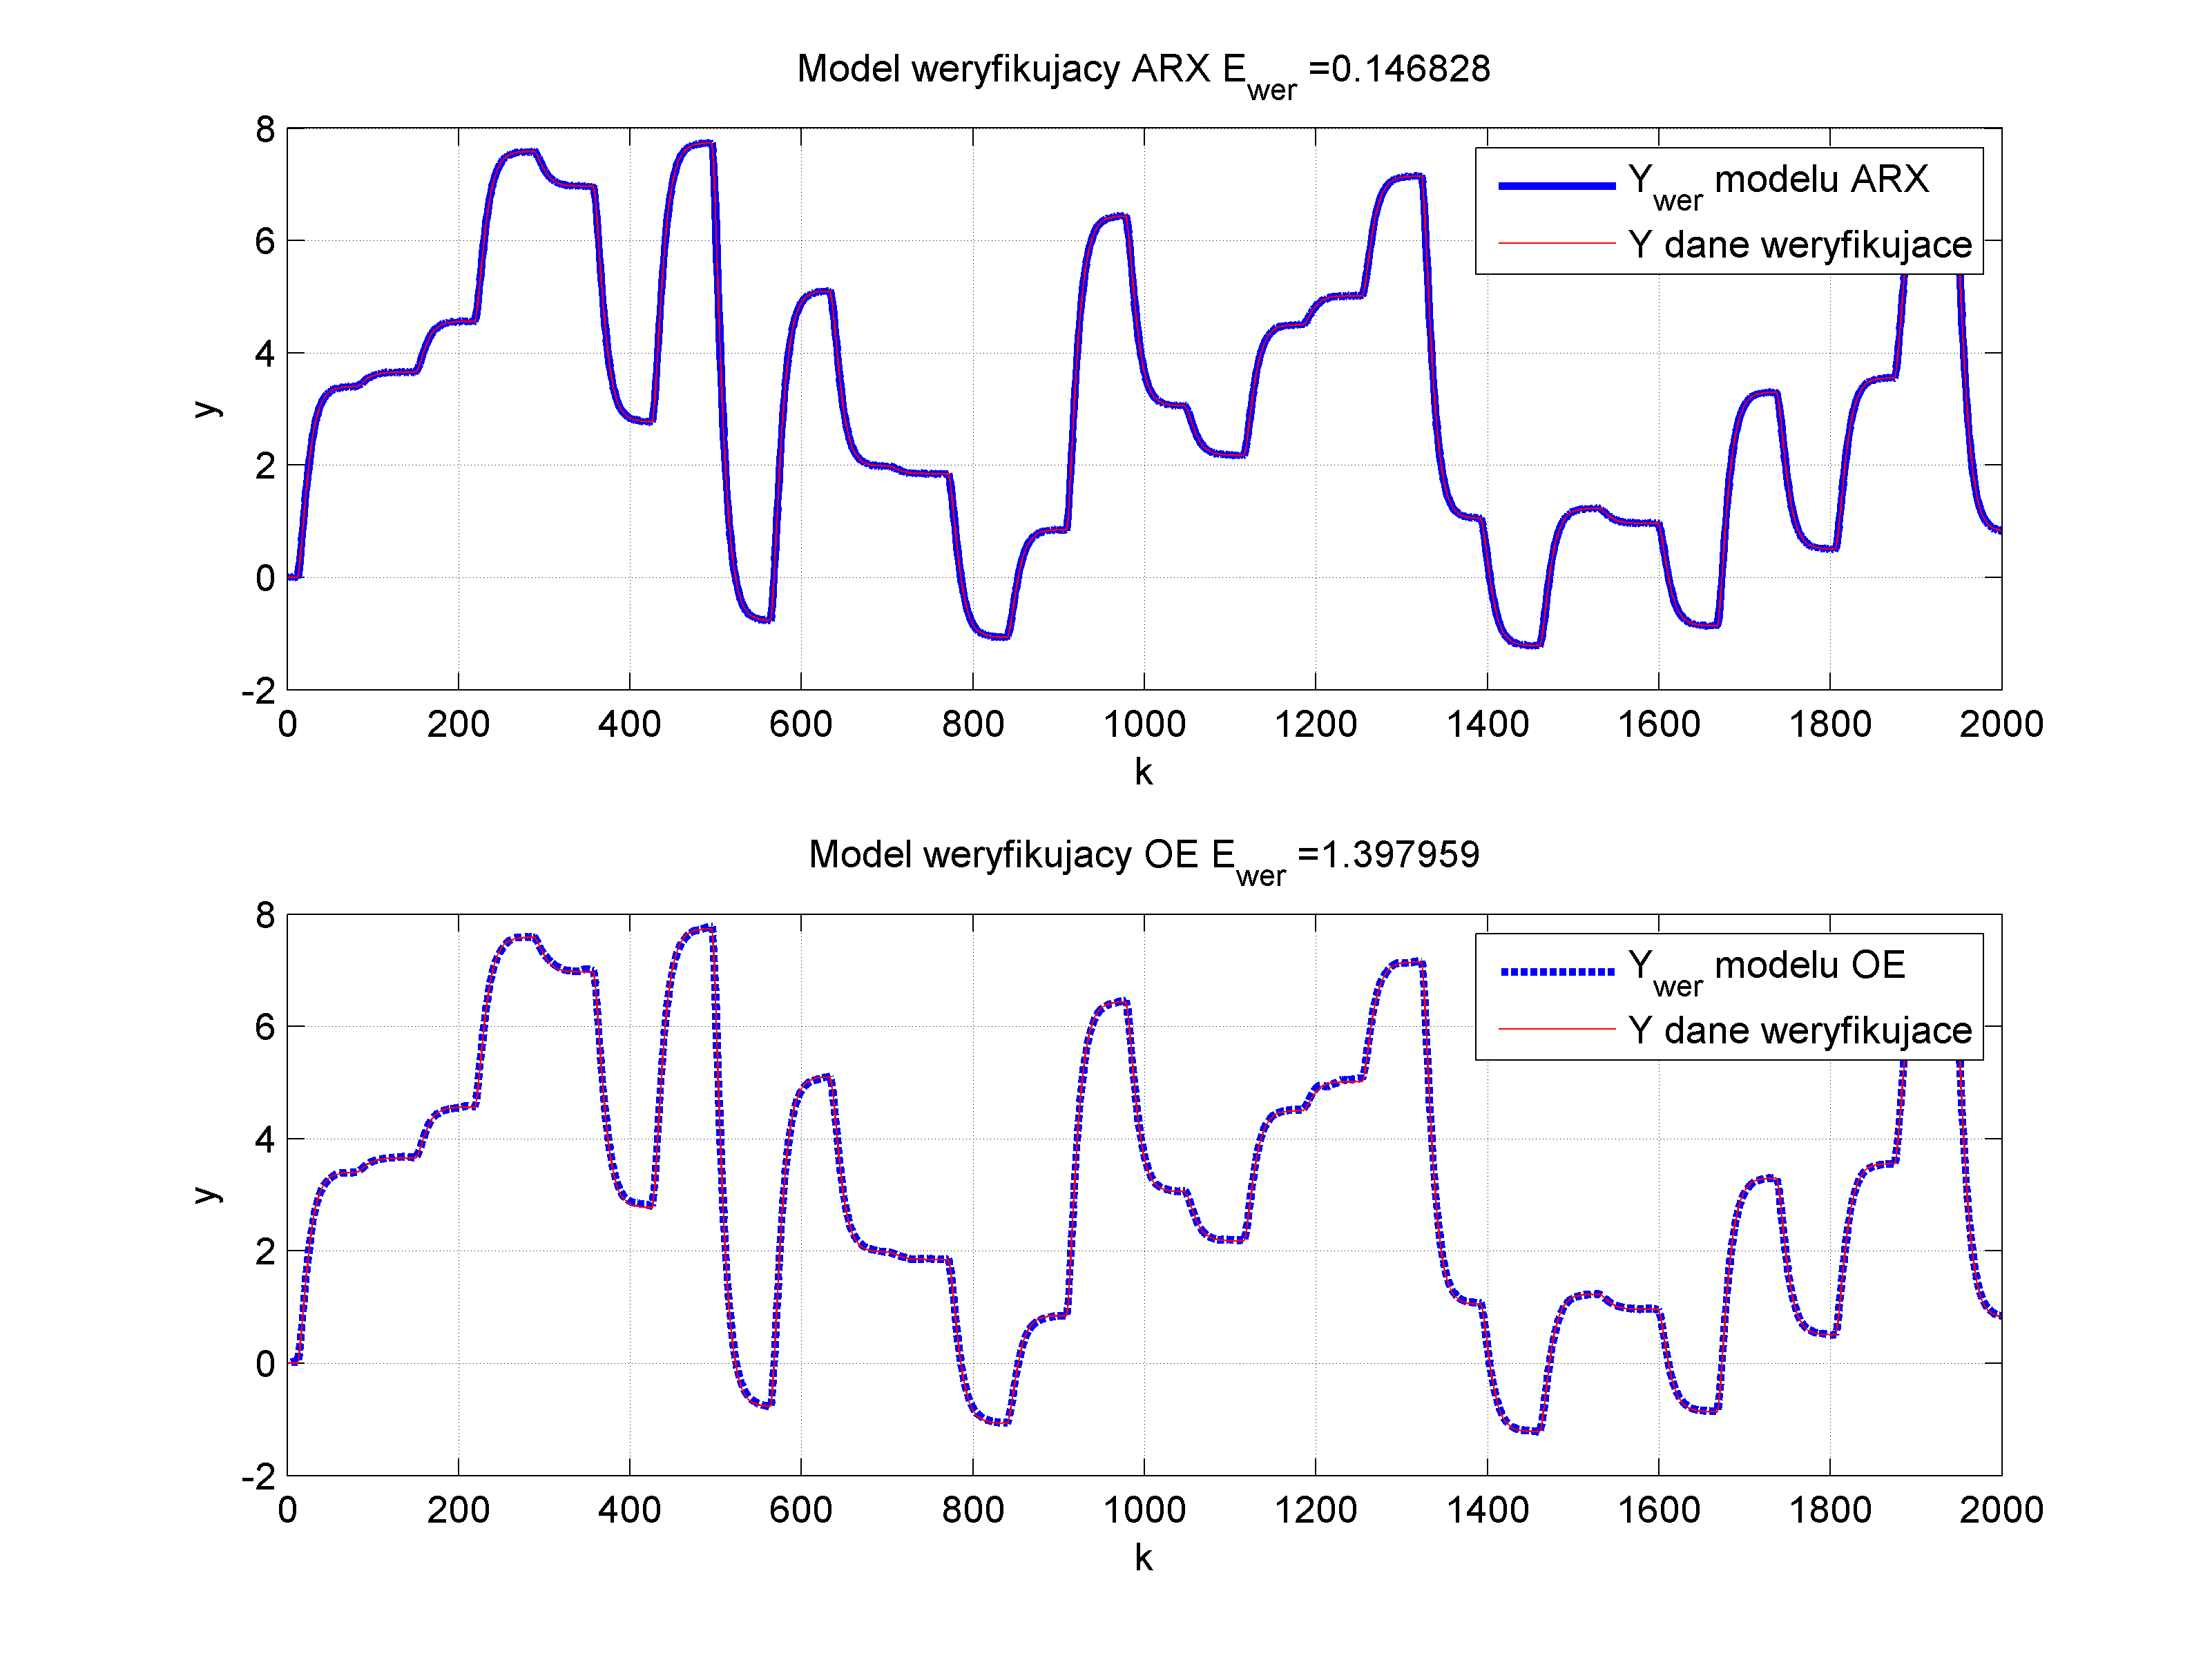 Model weryfikujacy ARX E_wer =0.146828
8
6
4
2
0
-2
y
Y_wer modelu ARX
Y dane weryfikujace
0 200 400 600 800 1000 1200 1400 1600 1800 2000
k
Model weryfikujacy OE E_wer =1.397959
8
6
4
2
0
-2
y
Y_wer modelu OE
Y dane weryfikujace
0 200 400 600 800 1000 1200 1400 1600 1800 2000
k